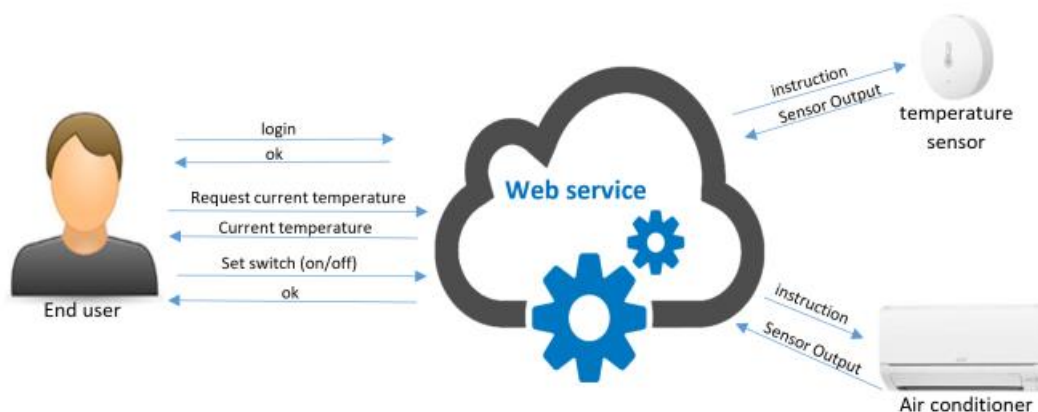 login
ok
Request current temperature
Current temperature
Set switch (on/off)
ok
End user
Web service
instruction
Sensor Output
temperature
sensor
instruction
Sensor Output
Air conditioner